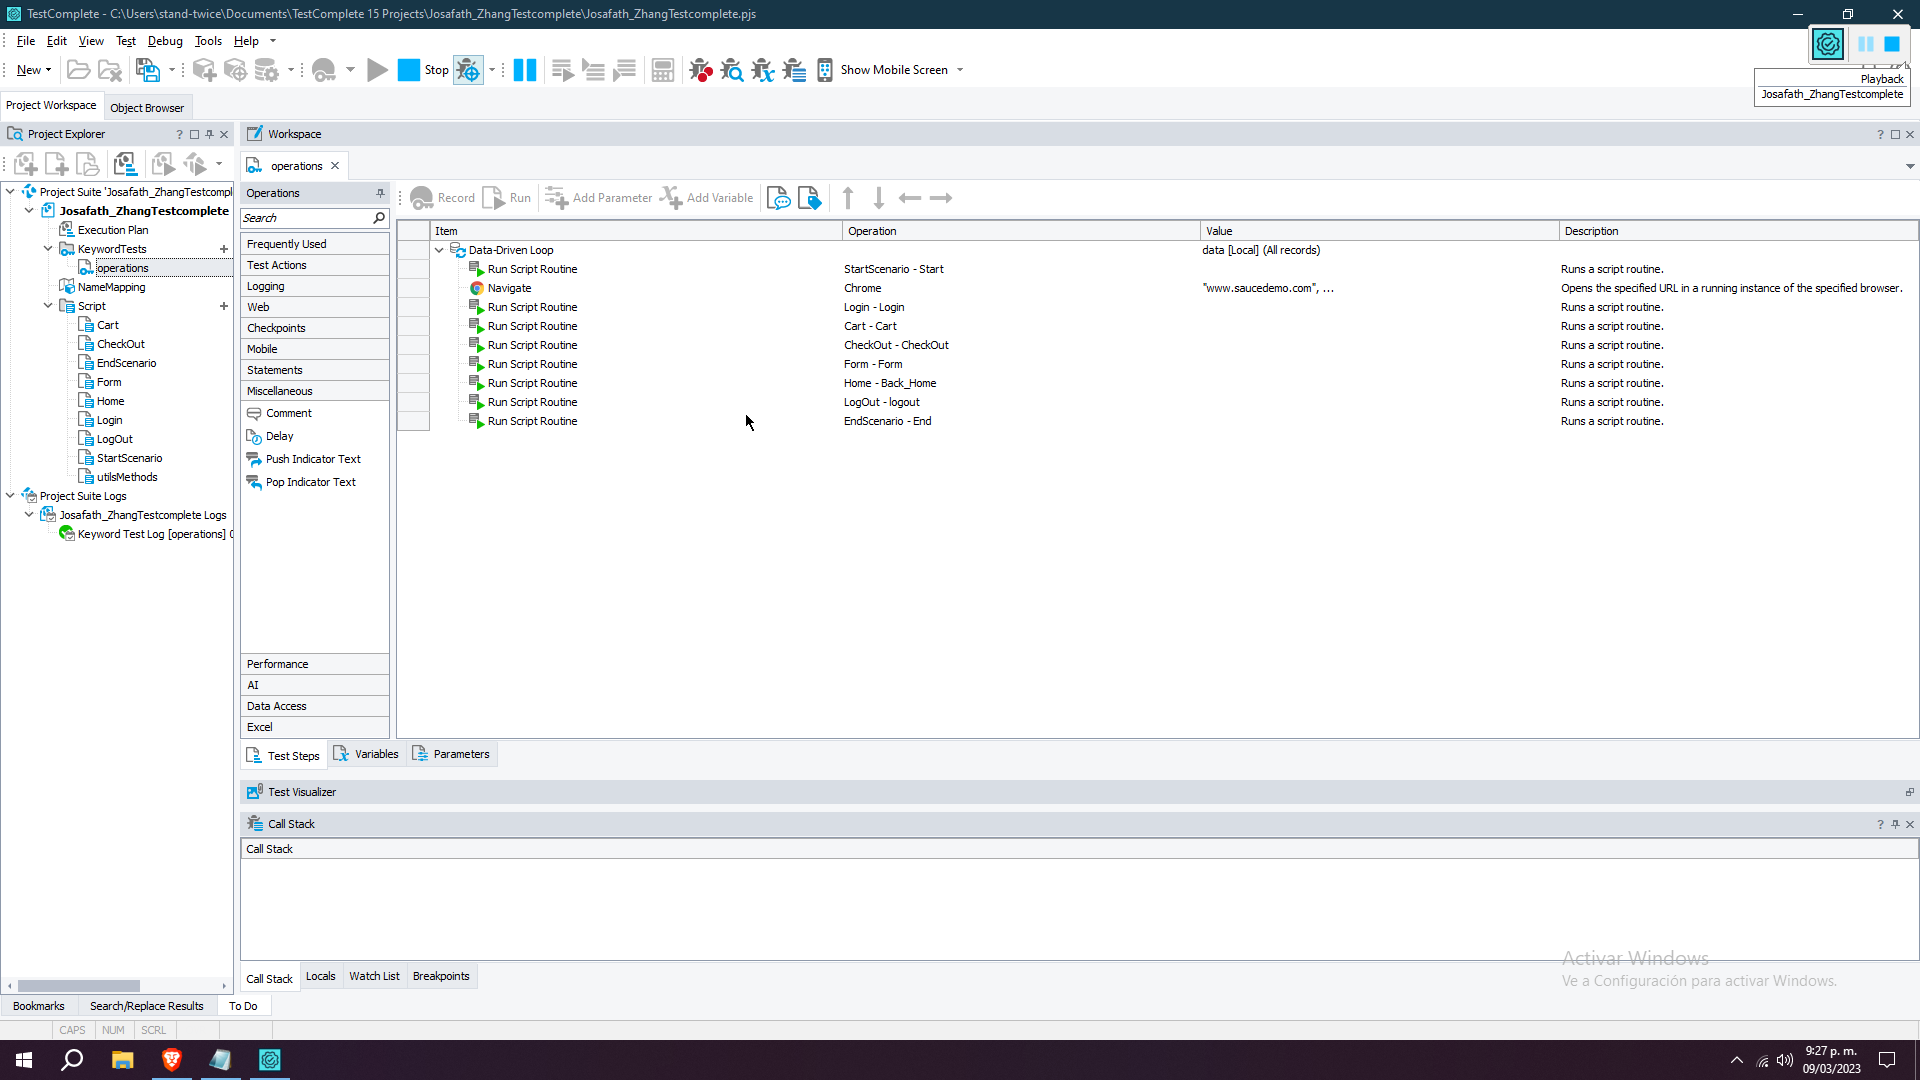 TestComplete - C:\Users\stand-twice\Documents\TestComplete 15 Projects\Josafath_ZhangTestcomplete\Josafath_ZhangTestcomplete.pjs
File Edit View Test Debug Tools Help
New Stop Show Mobile Screen
Playback
Josafath_ZhangTestcomplete
Project Workspace Object Browser
Project Explorer
Project Suite 'Josafath_ZhangTestcompl
Josafath_ZhangTestcomplete
Execution Plan
KeywordTests
operations
NameMapping
Script
Cart
CheckOut
EndScenario
Form
Home
Login
LogOut
StartScenario
utilsMethods
Project Suite Logs
Josafath_ZhangTestcomplete Logs
Keyword Test Log [operations]
Bookmarks Search/Replace Results To Do
CAPS NUM SCRL
Workspace
operations
Operations
Search
Frequently Used
Test Actions
Logging
Web
Checkpoints
Mobile
Statements
Miscellaneous
Comment
Delay
Push Indicator Text
Pop Indicator Text
Performance
AI
Data Access
Excel
Record Run Add Parameter Add Variable
Item Operation Value Description
Data-Driven Loop data [Local] (All records)
Run Script Routine StartScenario - Start Runs a script routine.
Navigate Chrome "www.saucedemo.com", ... Opens the specified URL in a running instance of the specified browser.
Run Script Routine Login - Login Runs a script routine.
Run Script Routine Cart - Cart Runs a script routine.
Run Script Routine CheckOut - CheckOut Runs a script routine.
Run Script Routine Form - Form Runs a script routine.
Run Script Routine Home - Back_Home Runs a script routine.
Run Script Routine LogOut - logout Runs a script routine.
Run Script Routine EndScenario - End Runs a script routine.
Test Steps Variables Parameters
Test Visualizer
Call Stack
Call Stack
Call Stack Locals Watch List Breakpoints
Activar Windows
Ve a Configuración para activar Windows.
9:27 p. m.
09/03/2023